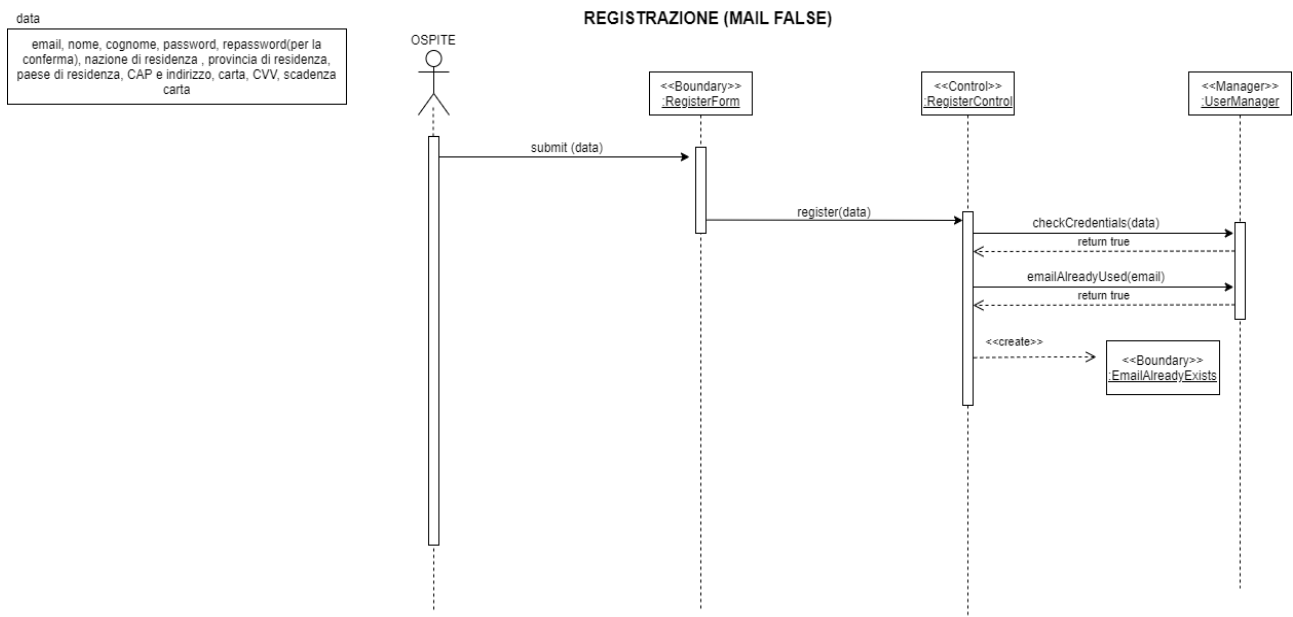 data
REGISTRAZIONE (MAIL FALSE)
email, nome, cognome, password, repassword(per la
conferma), nazione di residenza , provincia di residenza,
paese di residenza, CAP e indirizzo, carta, CVV, scadenza
carta
OSPITE
<<Boundary>>
:RegisterForm
<<Control>>
:RegisterControl
<<Manager>>
:UserManager
submit (data)
register(data)
checkCredentials(data)
return true
emailAlreadyUsed(email)
return true
<<create>>
<<Boundary>>
:EmailAlreadyExists